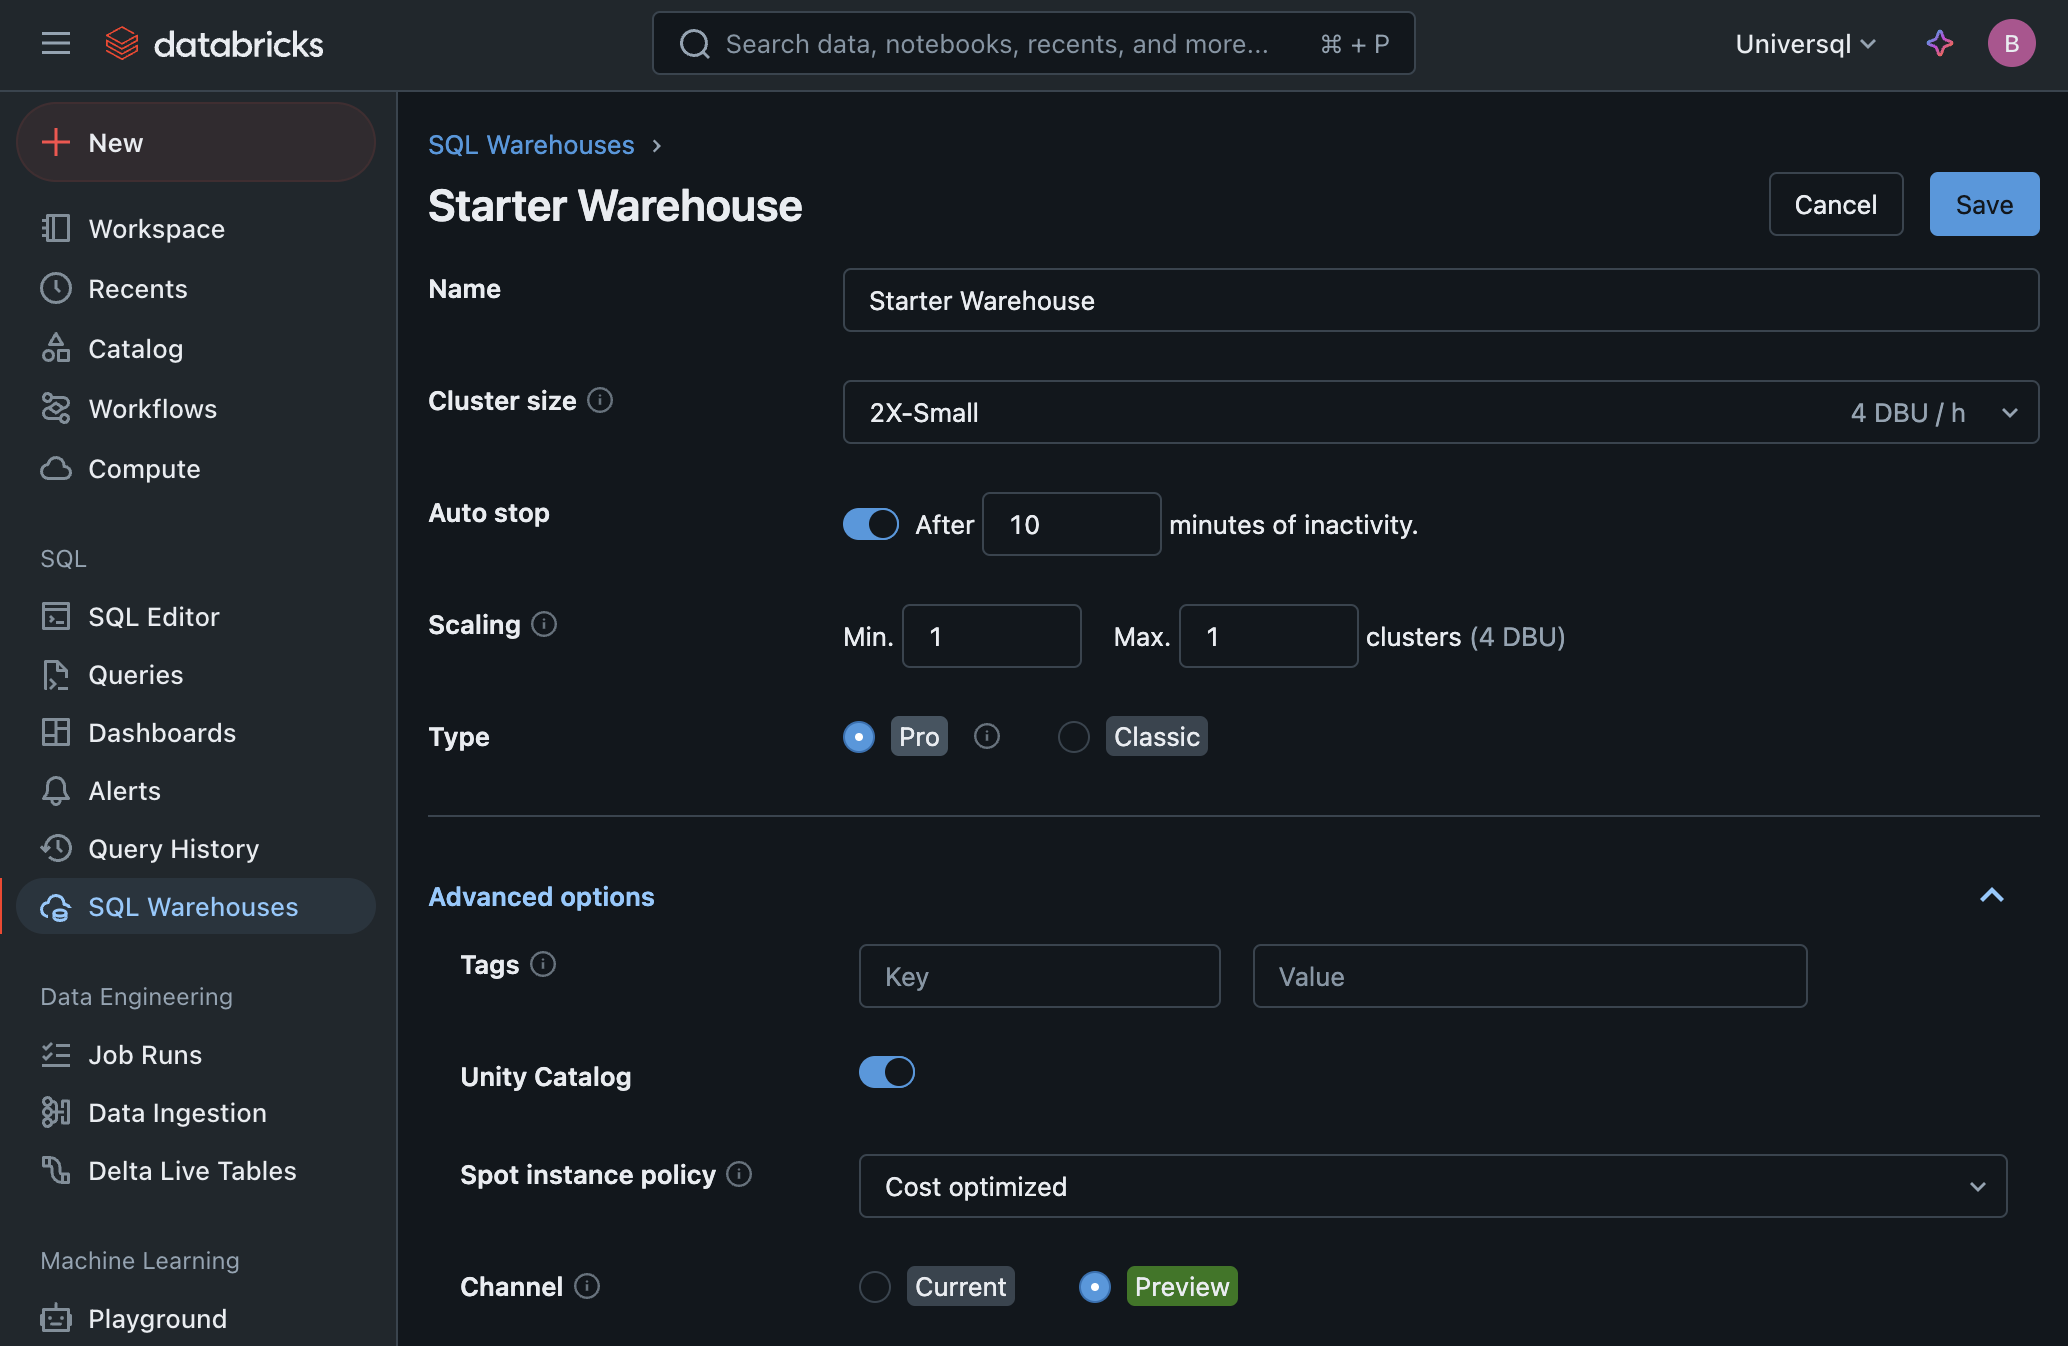 databricks
Search data, notebooks, recents, and more... ⌘ + P
Universql
B
New
Workspace
Recents
Catalog
Workflows
Compute
SQL
SQL Editor
Queries
Dashboards
Alerts
Query History
SQL Warehouses
Data Engineering
Job Runs
Data Ingestion
Delta Live Tables
Machine Learning
Playground
SQL Warehouses ›
Starter Warehouse
Cancel
Save
Name
Starter Warehouse
Cluster size
2X-Small 4 DBU / h
Auto stop
After 10 minutes of inactivity.
Scaling
Min. 1 Max. 1 clusters (4 DBU)
Type
Pro Classic
Advanced options
Tags
Key Value
Unity Catalog
Spot instance policy
Cost optimized
Channel
Current Preview